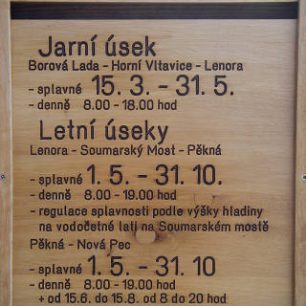 Jarní úsek
Borová Lada - Horní Vltavice - Lenora
- splavné 15. 3. - 31. 5.
- denně 8.00 - 18.00 hod
Letní úseky
Lenora - Soumarský Most - Pěkná
- splavné 1. 5. - 31. 10.
- denně 8.00 - 19.00 hod
- regulace splavnosti podle výšky hladiny
na vodočetné lati na Soumarském mostě
Pěkná - Nová Pec
- splavné 1. 5. - 31. 10
- denně 8.00 - 19.00 hod
+ od 15.6. do 15.8. od 8 do 20 hod